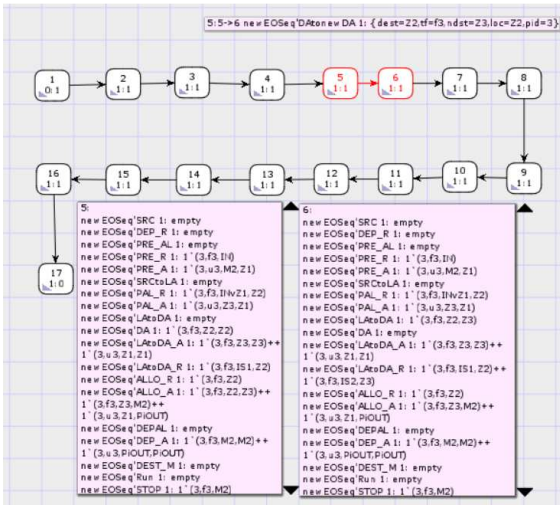 5:5->6 new EOSeq'DAtonew DA 1: {dest=Z2,tf=f3,ndst=Z3,loc=Z2,pid=3}
1 2 3 4 5 6 7 8
0:1 1:1 1:1 1:1 1:1 1:1 1:1 1:1
16 15 14 13 12 11 10 9
1:1 1:1 1:1 1:1 1:1 1:1 1:1 1:1
17
1:0
5:
new EOSeq'SRC 1: empty
new EOSeq'DEP_R 1: empty
new EOSeq'PRE_AL 1: empty
new EOSeq'PRE_R 1: 1`(3,f3,IN)
new EOSeq'PRE_A 1: 1`(3,u3,M2,Z1)
new EOSeq'SRCtoLA 1: empty
new EOSeq'PAL_R 1: 1`(3,f3,INvZ1,Z2)
new EOSeq'PAL_A 1: 1`(3,u3,Z3,Z1)
new EOSeq'LAtoDA 1: empty
new EOSeq'DA 1: 1`(3,f3,Z2,Z2)
new EOSeq'LAtoDA_A 1: 1`(3,f3,Z3,Z3)++
1`(3,u3,Z1,Z1)
new EOSeq'LAtoDA_R 1: 1`(3,f3,IS1,Z2)
new EOSeq'ALLO_R 1: 1`(3,f3,Z2)
new EOSeq'ALLO_A 1: 1`(3,f3,Z2,Z3)++
1`(3,f3,Z3,M2)++
1`(3,u3,Z1,PiOUT)
new EOSeq'DEPAL 1: empty
new EOSeq'DEP_A 1: 1`(3,f3,M2,M2)++
1`(3,u3,PiOUT,PiOUT)
new EOSeq'DEST_M 1: empty
new EOSeq'Run 1: empty
new EOSeq'STOP 1: 1`(3,f3,M2)
6:
new EOSeq'SRC 1: empty
new EOSeq'DEP_R 1: empty
new EOSeq'PRE_AL 1: empty
new EOSeq'PRE_R 1: 1`(3,f3,IN)
new EOSeq'PRE_A 1: 1`(3,u3,M2,Z1)
new EOSeq'SRCtoLA 1: empty
new EOSeq'PAL_R 1: 1`(3,f3,INvZ1,Z2)
new EOSeq'PAL_A 1: 1`(3,u3,Z3,Z1)
new EOSeq'LAtoDA 1: 1`(3,f3,Z2,Z3)
new EOSeq'DA 1: empty
new EOSeq'LAtoDA_A 1: 1`(3,f3,Z3,Z3)++
1`(3,u3,Z1,Z1)
new EOSeq'LAtoDA_R 1: 1`(3,f3,IS1,Z2)++
1`(3,f3,IS2,Z3)
new EOSeq'ALLO_R 1: 1`(3,f3,Z2)
new EOSeq'ALLO_A 1: 1`(3,f3,Z3,M2)++
1`(3,u3,Z1,PiOUT)
new EOSeq'DEPAL 1: empty
new EOSeq'DEP_A 1: 1`(3,f3,M2,M2)++
1`(3,u3,PiOUT,PiOUT)
new EOSeq'DEST_M 1: empty
new EOSeq'Run 1: empty
new EOSeq'STOP 1: 1`(3,f3,M2)